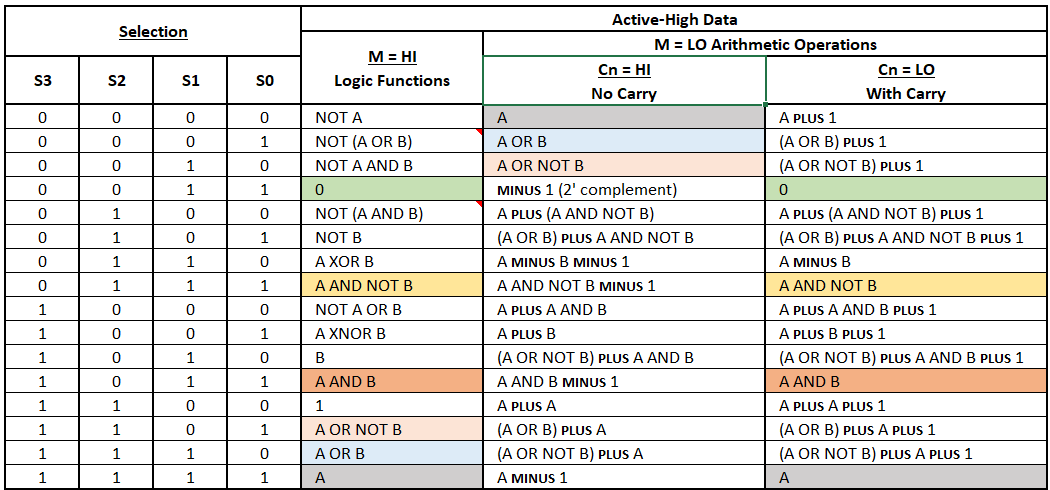 Selection
Active-High Data
M = HI
Logic Functions
M = LO Arithmetic Operations
S3 S2 S1 S0
Cn = HI
No Carry
Cn = LO
With Carry
0 0 0 0 NOT A A A PLUS 1
0 0 0 1 NOT (A OR B) A OR B (A OR B) PLUS 1
0 0 1 0 NOT A AND B A OR NOT B (A OR NOT B) PLUS 1
0 0 1 1 0 MINUS 1 (2' complement) 0
0 1 0 0 NOT (A AND B) A PLUS (A AND NOT B) A PLUS (A AND NOT B) PLUS 1
0 1 0 1 NOT B (A OR B) PLUS A AND NOT B (A OR B) PLUS A AND NOT B PLUS 1
0 1 1 0 A XOR B A MINUS B MINUS 1 A MINUS B
0 1 1 1 A AND NOT B A AND NOT B MINUS 1 A AND NOT B
1 0 0 0 NOT A OR B A PLUS A AND B A PLUS A AND B PLUS 1
1 0 0 1 A XNOR B A PLUS B A PLUS B PLUS 1
1 0 1 0 B (A OR NOT B) PLUS A AND B (A OR NOT B) PLUS A AND B PLUS 1
1 0 1 1 A AND B A AND B MINUS 1 A AND B
1 1 0 0 1 A PLUS A A PLUS A PLUS 1
1 1 0 1 A OR NOT B (A OR B) PLUS A (A OR B) PLUS A PLUS 1
1 1 1 0 A OR B (A OR NOT B) PLUS A (A OR NOT B) PLUS A PLUS 1
1 1 1 1 A A MINUS 1 A